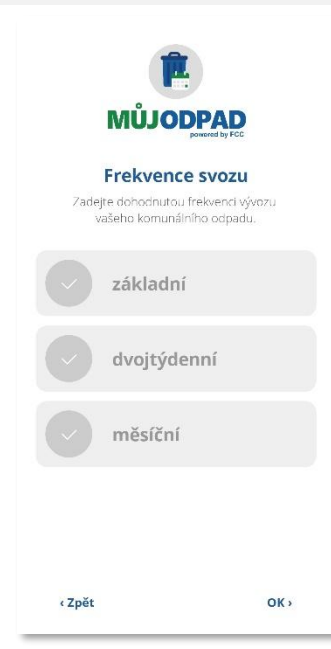 MŮJODPAD
powered by FCC
Frekvence svozu
Zadejte dohodnutou frekvenci vývozu
vašeho komunálního odpadu.
základní
dvojtýdenní
měsíční
‹ Zpět
OK ›